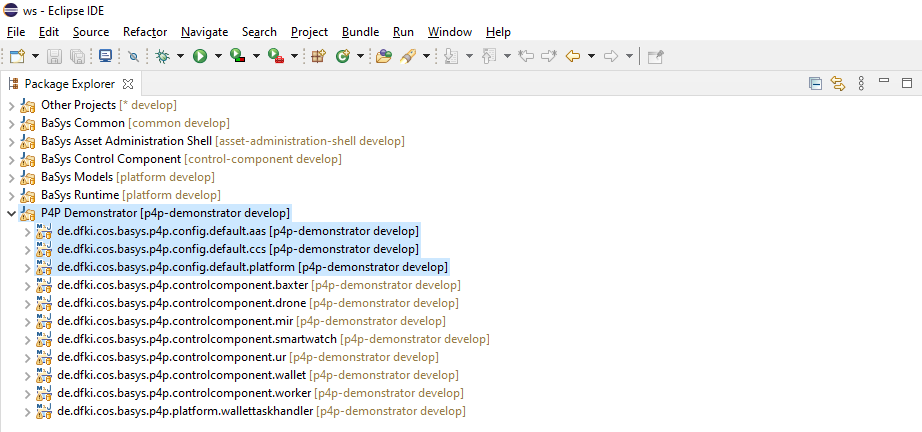 ws - Eclipse IDE
File Edit Source Refactor Navigate Search Project Bundle Run Window Help
Package Explorer
Other Projects [* develop]
BaSys Common [common develop]
BaSys Asset Administration Shell [asset-administration-shell develop]
BaSys Control Component [control-component develop]
BaSys Models [platform develop]
BaSys Runtime [platform develop]
P4P Demonstrator [p4p-demonstrator develop]
de.dfki.cos.basys.p4p.config.default.aas [p4p-demonstrator develop]
de.dfki.cos.basys.p4p.config.default.ccs [p4p-demonstrator develop]
de.dfki.cos.basys.p4p.config.default.platform [p4p-demonstrator develop]
de.dfki.cos.basys.p4p.controlcomponent.baxter [p4p-demonstrator develop]
de.dfki.cos.basys.p4p.controlcomponent.drone [p4p-demonstrator develop]
de.dfki.cos.basys.p4p.controlcomponent.mir [p4p-demonstrator develop]
de.dfki.cos.basys.p4p.controlcomponent.smartwatch [p4p-demonstrator develop]
de.dfki.cos.basys.p4p.controlcomponent.ur [p4p-demonstrator develop]
de.dfki.cos.basys.p4p.controlcomponent.wallet [p4p-demonstrator develop]
de.dfki.cos.basys.p4p.controlcomponent.worker [p4p-demonstrator develop]
de.dfki.cos.basys.p4p.platform.wallettaskhandler [p4p-demonstrator develop]